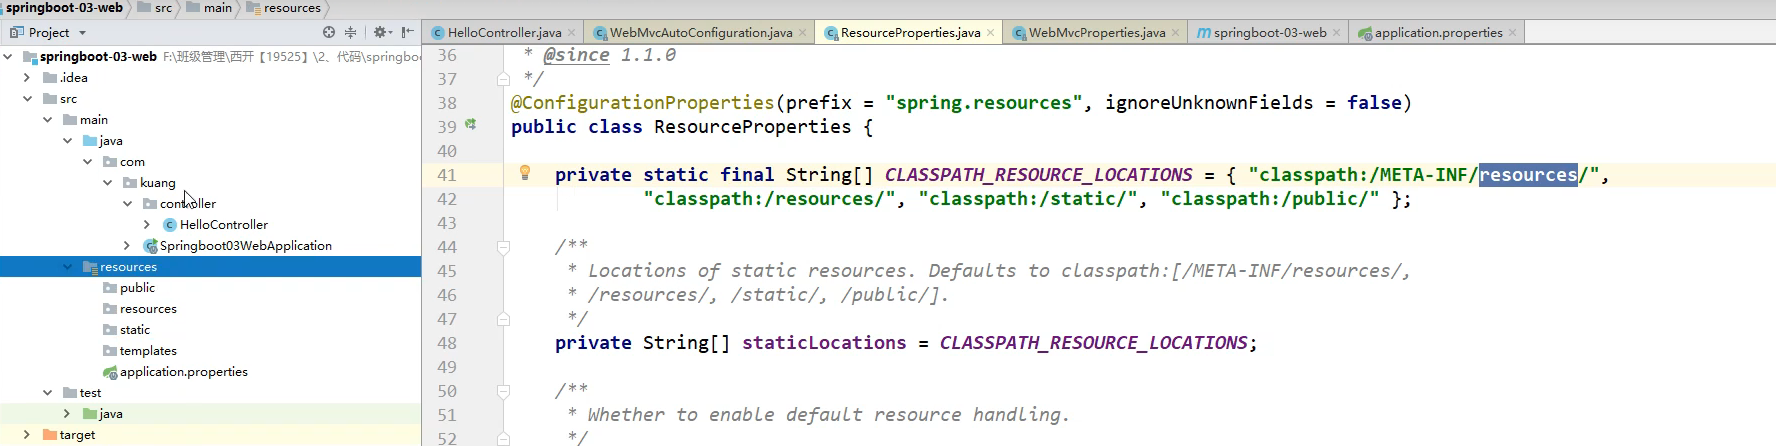 springboot-03-web src main resources
Project
HelloController.java WebMvcAutoConfiguration.java ResourceProperties.java WebMvcProperties.java springboot-03-web application.properties
springboot-03-web F:\班级管理\西开【19525】\2、代码\springbo
.idea
src
main
java
com
kuang
controller
HelloController
Springboot03WebApplication
resources
public
resources
static
templates
application.properties
test
java
target
36 * @since 1.1.0
37 */
38 @ConfigurationProperties(prefix = "spring.resources", ignoreUnknownFields = false)
39 public class ResourceProperties {
40
41 private static final String[] CLASSPATH_RESOURCE_LOCATIONS = { "classpath:/META-INF/resources/",
42 "classpath:/resources/", "classpath:/static/", "classpath:/public/" };
43
44 /**
45 * Locations of static resources. Defaults to classpath:[/META-INF/resources/,
46 * /resources/, /static/, /public/].
47 */
48 private String[] staticLocations = CLASSPATH_RESOURCE_LOCATIONS;
49
50 /**
51 * Whether to enable default resource handling.
52 */